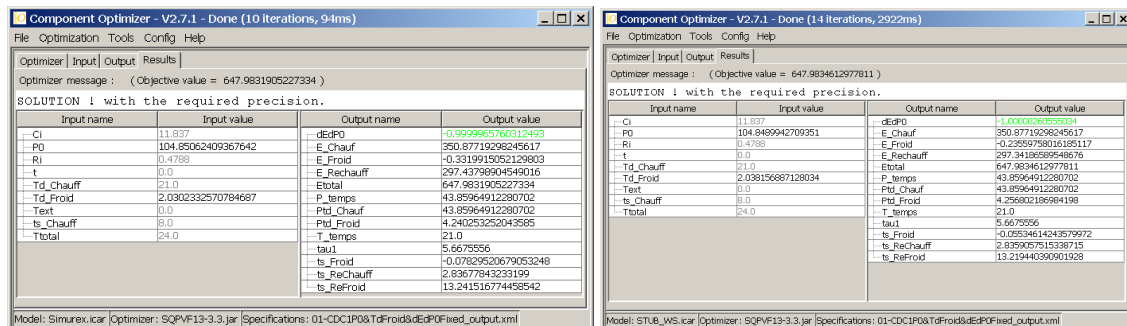 Component Optimizer - V2.7.1 - Done (10 iterations, 94ms)
File Optimization Tools Config Help
Optimizer Input Output Results
Optimizer message : (Objective value = 647.9831905227334 )
SOLUTION ! with the required precision.
Input name Input value Output name Output value
Ci 11.837 dEdP0 -0.9999965760312493
P0 104.85062409367642 E_Chauf 350.87719298245617
Ri 0.4788 E_Froid -0.3319915052129803
t 0.0 E_Rechauff 297.43798904549016
Td_Chauff 21.0 Etotal 647.9831905227334
Td_Froid 2.0302332570784687 P_temps 43.85964912280702
Text 0.0 Ptd_Chauf 43.85964912280702
ts_Chauff 8.0 Ptd_Froid 4.240253252043585
Ttotal 24.0 T_temps 21.0
tau1 5.6675556
ts_Froid -0.07829520679053248
ts_ReChauff 2.83677843233199
ts_ReFroid 13.241516774458542
Model: Simurex.icar Optimizer: SQPVF13-3.3.jar Specifications: 01-CDC1P0&TdFroid&dEdP0Fixed_output.xml
Component Optimizer - V2.7.1 - Done (14 iterations, 2922ms)
File Optimization Tools Config Help
Optimizer Input Output Results
Optimizer message : (Objective value = 647.9834612977811 )
SOLUTION ! with the required precision.
Input name Input value Output name Output value
Ci 11.837 dEdP0 -1.00000260555034
P0 104.8489942709351 E_Chauf 350.87719298245617
Ri 0.4788 E_Froid -0.23559758016185117
t 0.0 E_Rechauff 297.34186589548676
Td_Chauff 21.0 Etotal 647.9834612977811
Td_Froid 2.038156887128034 P_temps 43.85964912280702
Text 0.0 Ptd_Chauf 43.85964912280702
ts_Chauff 8.0 Ptd_Froid 4.256802186984198
Ttotal 24.0 T_temps 21.0
tau1 5.6675556
ts_Froid -0.05534614243579972
ts_ReChauff 2.8359057515338715
ts_ReFroid 13.219440390901928
Model: STUB_WS.icar Optimizer: SQPVF13-3.3.jar Specifications: 01-CDC1P0&TdFroid&dEdP0Fixed_output.xml